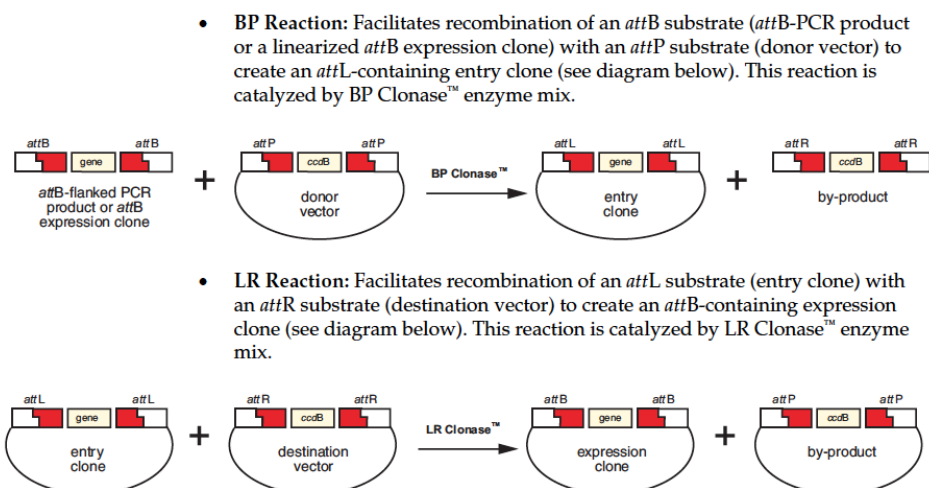 • BP Reaction: Facilitates recombination of an attB substrate (attB-PCR product
or a linearized attB expression clone) with an attP substrate (donor vector) to
create an attL-containing entry clone (see diagram below). This reaction is
catalyzed by BP Clonase™ enzyme mix.
attB attB attP attP attL attL attR attR
gene ccdB gene ccdB
+ BP Clonase™ +
attB-flanked PCR
product or attB
expression clone
donor
vector
entry
clone
by-product
• LR Reaction: Facilitates recombination of an attL substrate (entry clone) with
an attR substrate (destination vector) to create an attB-containing expression
clone (see diagram below). This reaction is catalyzed by LR Clonase™ enzyme
mix.
attL attL attR attR attB attB attP attP
gene ccdB gene ccdB
+ LR Clonase™ +
entry
clone
destination
vector
expression
clone
by-product